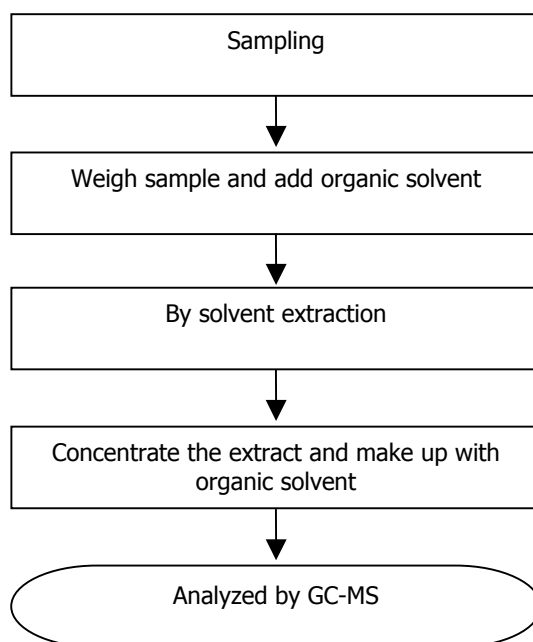 Sampling
Weigh sample and add organic solvent
By solvent extraction
Concentrate the extract and make up with
organic solvent
Analyzed by GC-MS